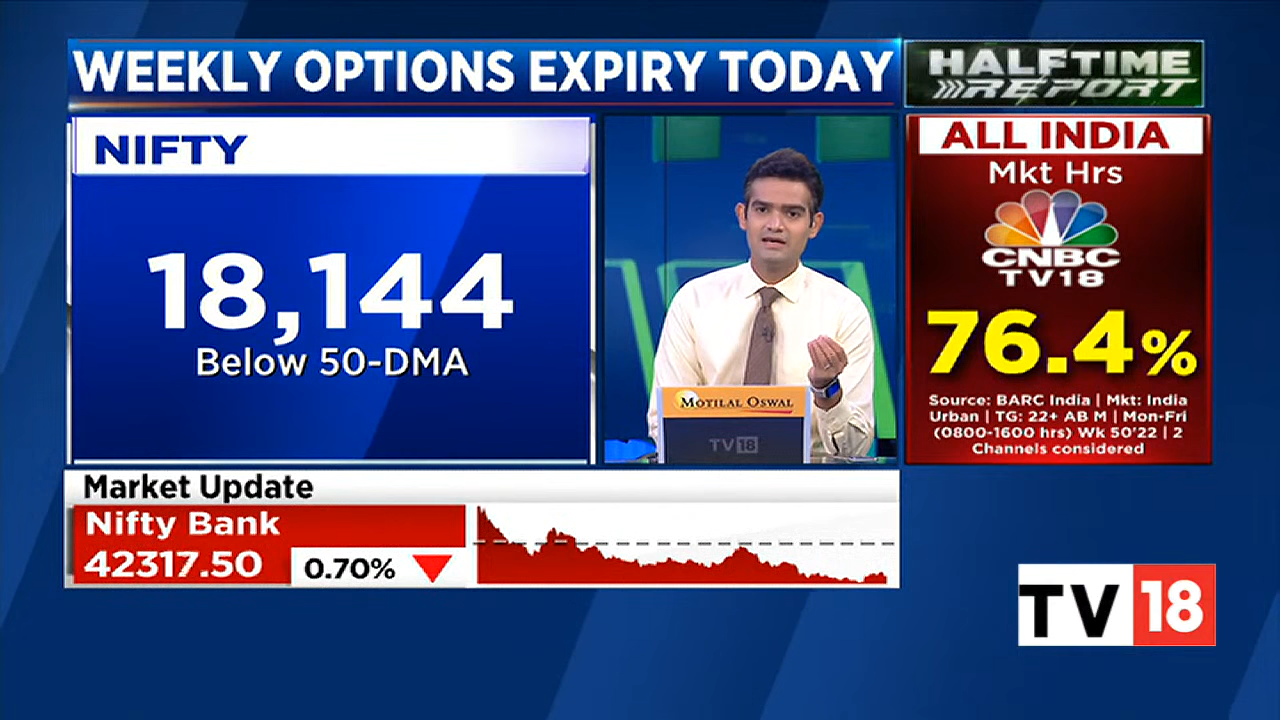 WEEKLY OPTIONS EXPIRY TODAY
HALFTIME
REPORT
NIFTY
18,144
Below 50-DMA
MOTILAL OSWAL
TV18
ALL INDIA
Mkt Hrs
CNBC
TV18
76.4%
Source: BARC India | Mkt: India
Urban | TG: 22+ AB M | Mon-Fri
(0800-1600 hrs) Wk 50'22 | 2
Channels considered
Market Update
Nifty Bank
42317.50 0.70%
TV18